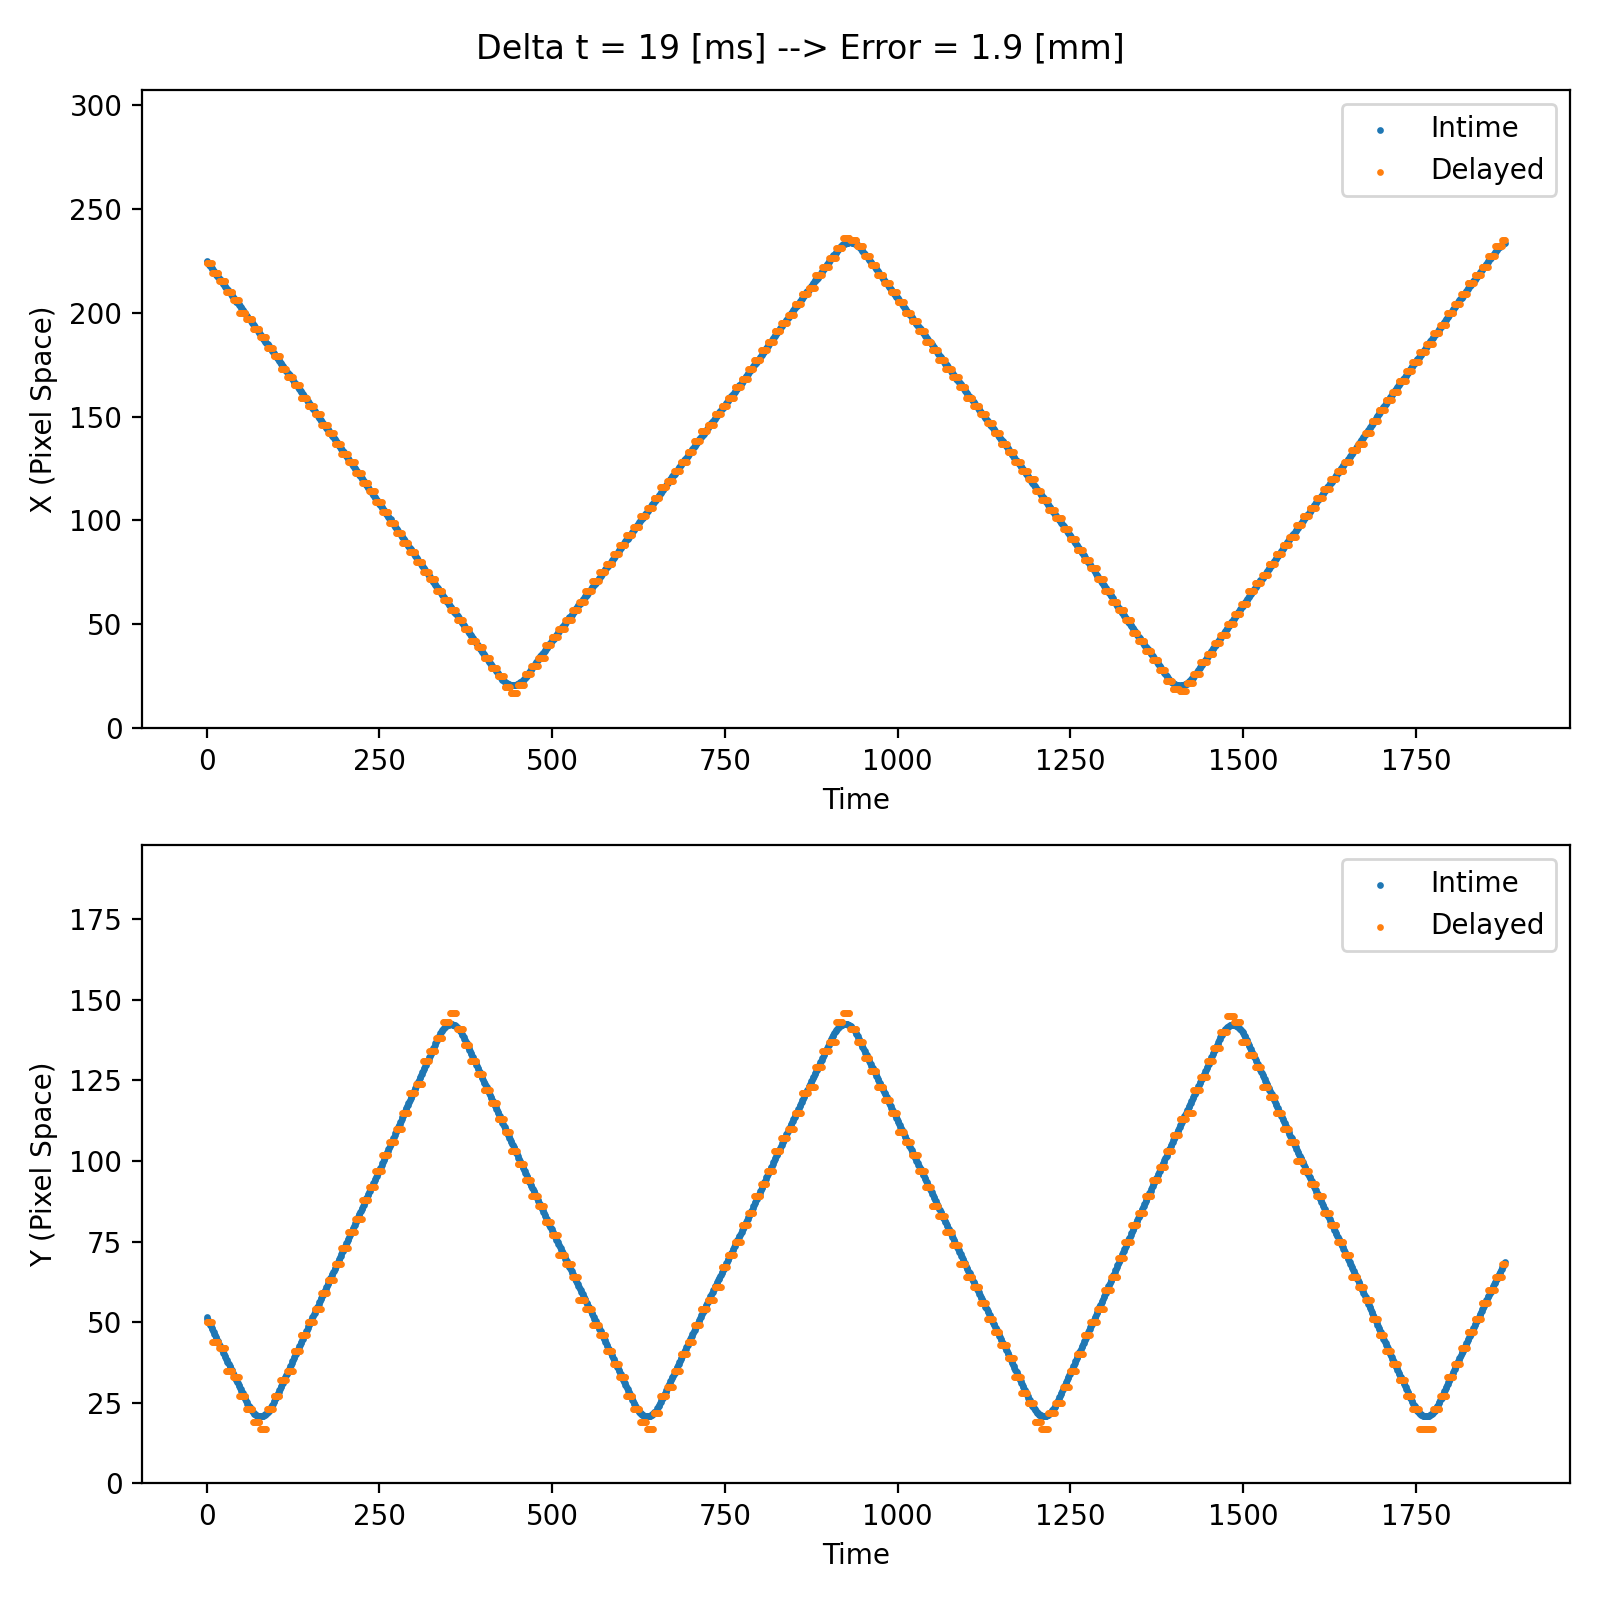 Delta t = 19 [ms] --> Error = 1.9 [mm]
300
250
200
150
100
50
0
X (Pixel Space)
Intime
Delayed
0 250 500 750 1000 1250 1500 1750
Time
175
150
125
100
75
50
25
0
Y (Pixel Space)
Intime
Delayed
0 250 500 750 1000 1250 1500 1750
Time